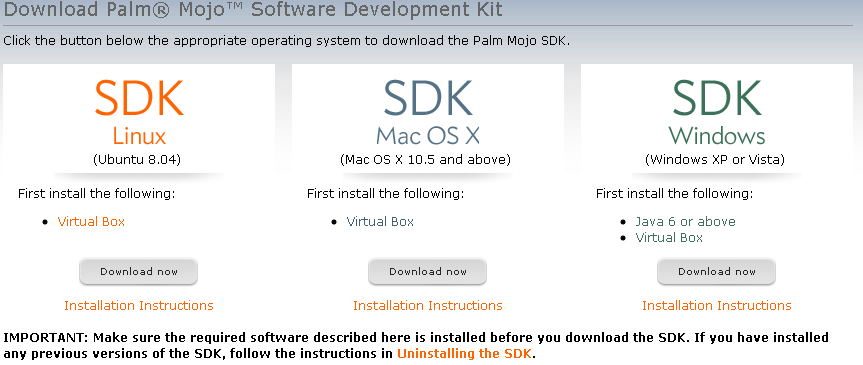 Download Palm® Mojo™ Software Development Kit
Click the button below the appropriate operating system to download the Palm Mojo SDK.
SDK
Linux
(Ubuntu 8.04)
First install the following:
• Virtual Box
Download now
Installation Instructions
SDK
Mac OS X
(Mac OS X 10.5 and above)
First install the following:
• Virtual Box
Download now
Installation Instructions
SDK
Windows
(Windows XP or Vista)
First install the following:
• Java 6 or above
• Virtual Box
Download now
Installation Instructions
IMPORTANT: Make sure the required software described here is installed before you download the SDK. If you have installed
any previous versions of the SDK, follow the instructions in Uninstalling the SDK.